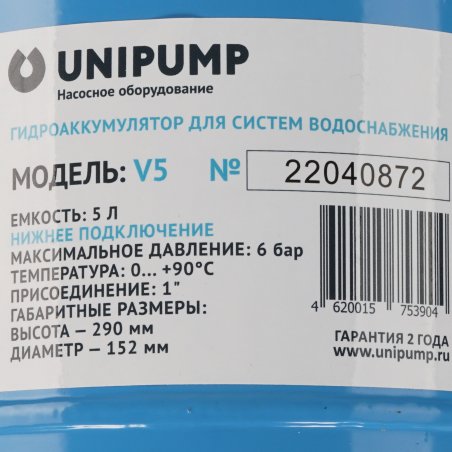 UNIPUMP
Насосное оборудование
ГИДРОАККУМУЛЯТОР ДЛЯ СИСТЕМ ВОДОСНАБЖЕНИЯ
МОДЕЛЬ: V5 № 22040872
ЕМКОСТЬ: 5 Л
НИЖНЕЕ ПОДКЛЮЧЕНИЕ
МАКСИМАЛЬНОЕ ДАВЛЕНИЕ: 6 бар
ТЕМПЕРАТУРА: 0... +90°С
ПРИСОЕДИНЕНИЕ: 1"
ГАБАРИТНЫЕ РАЗМЕРЫ:
ВЫСОТА – 290 мм
ДИАМЕТР – 152 мм
4 620015 753904
ГАРАНТИЯ 2 ГОДА
www.unipump.ru